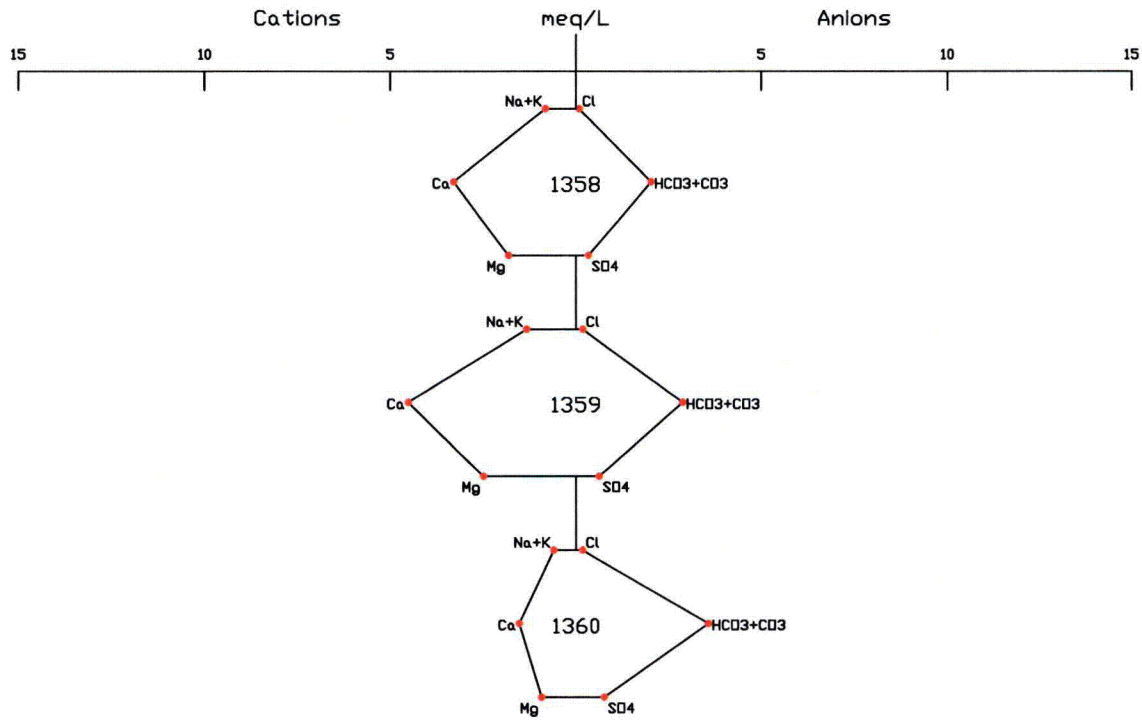 Cations meq/L Anions
15 10 5 5 10 15
Na+K Cl
Ca 1358 HCO3+CO3
Mg SO4
Na+K Cl
Ca 1359 HCO3+CO3
Mg SO4
Na+K Cl
Ca 1360 HCO3+CO3
Mg SO4